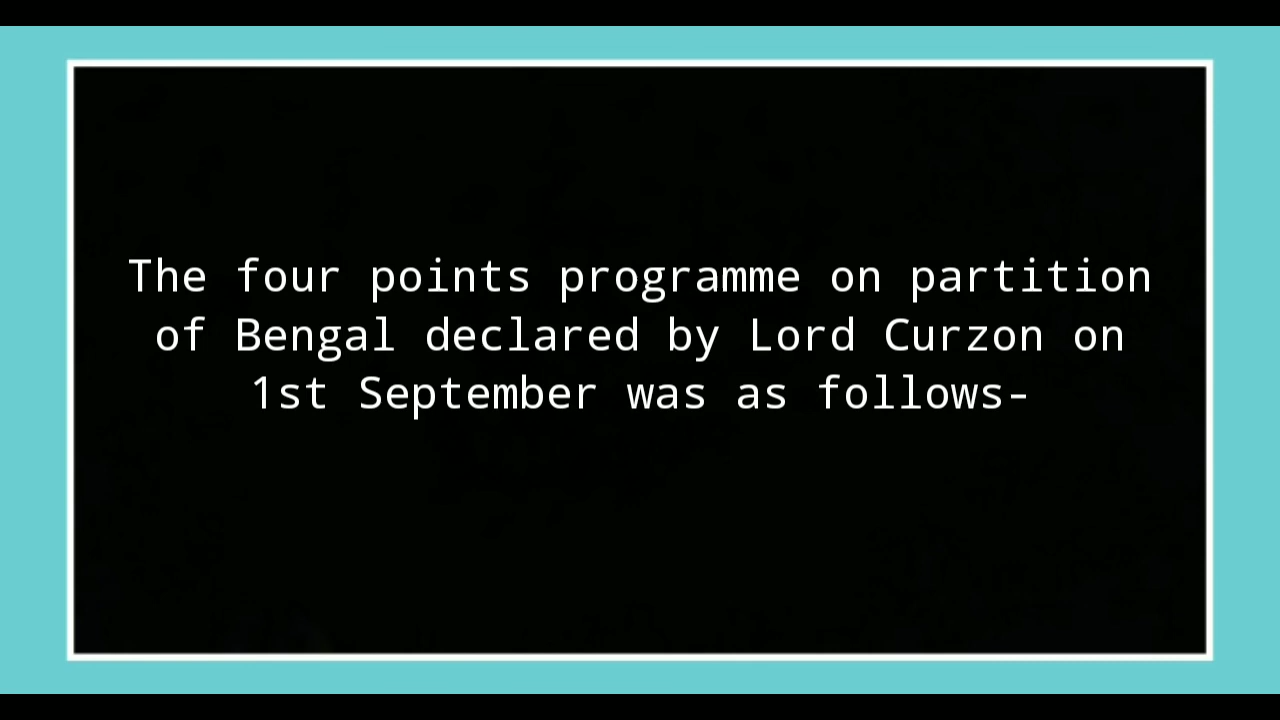 The four points programme on partition
of Bengal declared by Lord Curzon on
1st September was as follows-